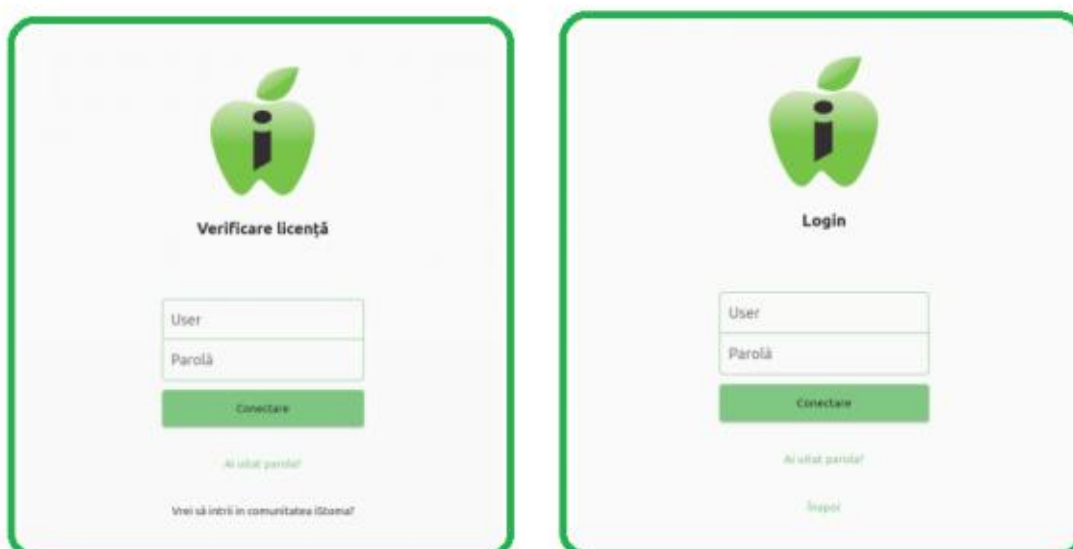 Verificare licență
User
Parolă
Conectare
Ai uitat parola?
Vrei să intrii in comunitatea iStoma?
Login
User
Parolă
Conectare
Ai uitat parola?
Înapoi